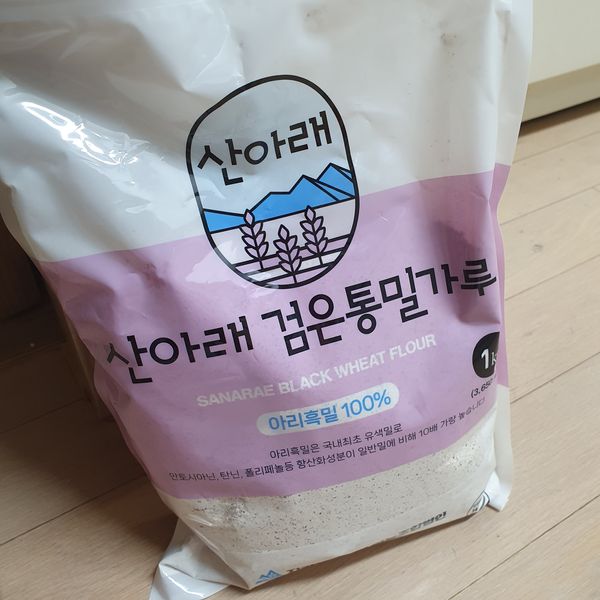 산아래
산아래 검은통밀가루
SANARAE BLACK WHEAT FLOUR
1
아리흑밀 100%
아리흑밀은 국내최초 유색밀로
안토시아닌, 탄닌, 폴리페놀등 항산화성분이 일반밀에 비해 10배 가량 높습니다